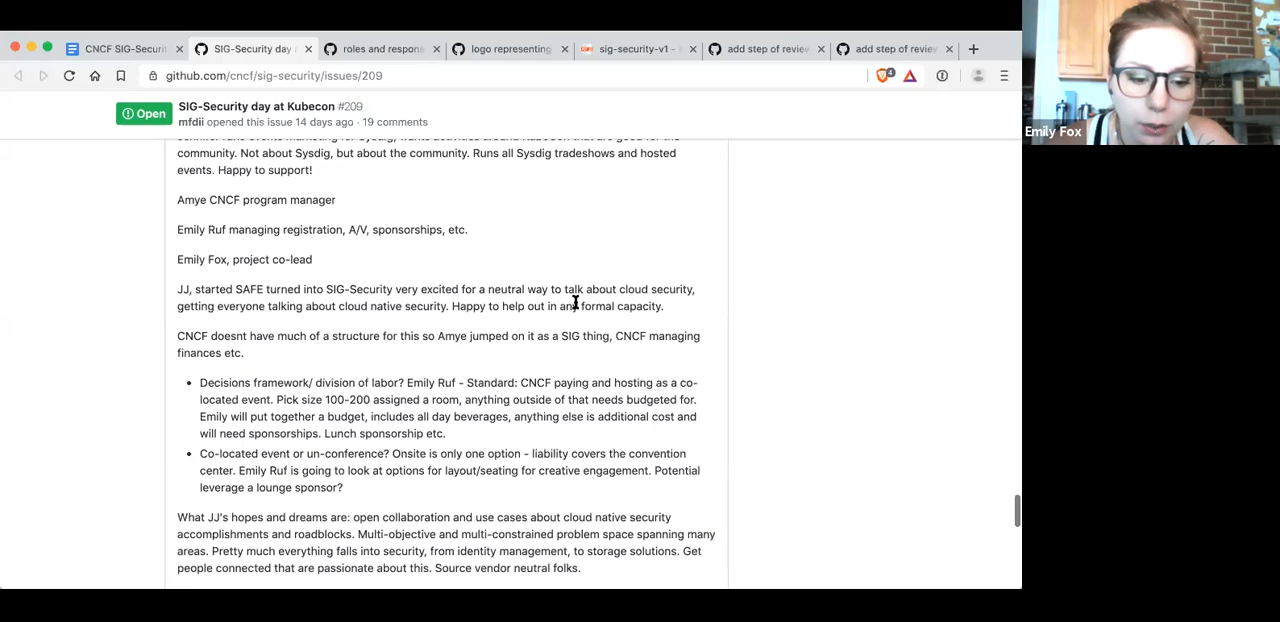 CNCF SIG-Securit
SIG-Security day
roles and respons
logo representing
sig-security-v1 -
add step of review
add step of review
github.com/cncf/sig-security/issues/209
4
Open
SIG-Security day at Kubecon #209
mfdii opened this issue 14 days ago · 19 comments
community. Not about Sysdig, but about the community. Runs all Sysdig tradeshows and hosted
events. Happy to support!
Amye CNCF program manager
Emily Ruf managing registration, A/V, sponsorships, etc.
Emily Fox, project co-lead
JJ, started SAFE turned into SIG-Security very excited for a neutral way to talk about cloud security,
getting everyone talking about cloud native security. Happy to help out in any formal capacity.
CNCF doesnt have much of a structure for this so Amye jumped on it as a SIG thing, CNCF managing
finances etc.
• Decisions framework/ division of labor? Emily Ruf - Standard: CNCF paying and hosting as a co-
located event. Pick size 100-200 assigned a room, anything outside of that needs budgeted for.
Emily will put together a budget, includes all day beverages, anything else is additional cost and
will need sponsorships. Lunch sponsorship etc.
• Co-located event or un-conference? Onsite is only one option - liability covers the convention
center. Emily Ruf is going to look at options for layout/seating for creative engagement. Potential
leverage a lounge sponsor?
What JJ's hopes and dreams are: open collaboration and use cases about cloud native security
accomplishments and roadblocks. Multi-objective and multi-constrained problem space spanning many
areas. Pretty much everything falls into security, from identity management, to storage solutions. Get
people connected that are passionate about this. Source vendor neutral folks.
Emily Fox